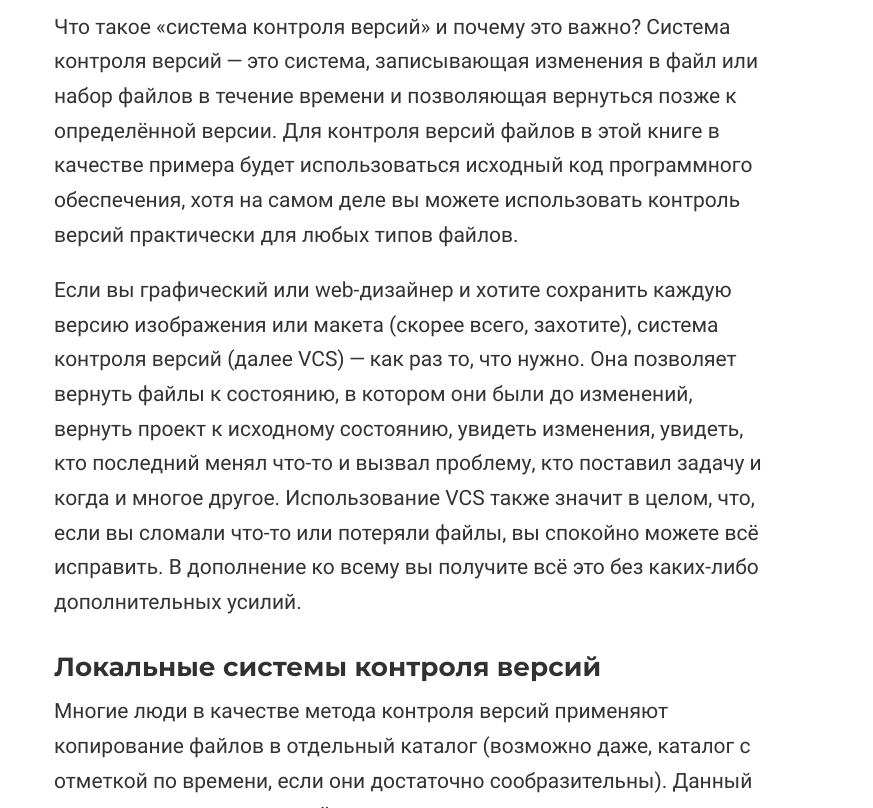 Что такое «система контроля версий» и почему это важно? Система
контроля версий — это система, записывающая изменения в файл или
набор файлов в течение времени и позволяющая вернуться позже к
определённой версии. Для контроля версий файлов в этой книге в
качестве примера будет использоваться исходный код программного
обеспечения, хотя на самом деле вы можете использовать контроль
версий практически для любых типов файлов.
Если вы графический или web-дизайнер и хотите сохранить каждую
версию изображения или макета (скорее всего, захотите), система
контроля версий (далее VCS) — как раз то, что нужно. Она позволяет
вернуть файлы к состоянию, в котором они были до изменений,
вернуть проект к исходному состоянию, увидеть изменения, увидеть,
кто последний менял что-то и вызвал проблему, кто поставил задачу и
когда и многое другое. Использование VCS также значит в целом, что,
если вы сломали что-то или потеряли файлы, вы спокойно можете всё
исправить. В дополнение ко всему вы получите всё это без каких-либо
дополнительных усилий.
Локальные системы контроля версий
Многие люди в качестве метода контроля версий применяют
копирование файлов в отдельный каталог (возможно даже, каталог с
отметкой по времени, если они достаточно сообразительны). Данный